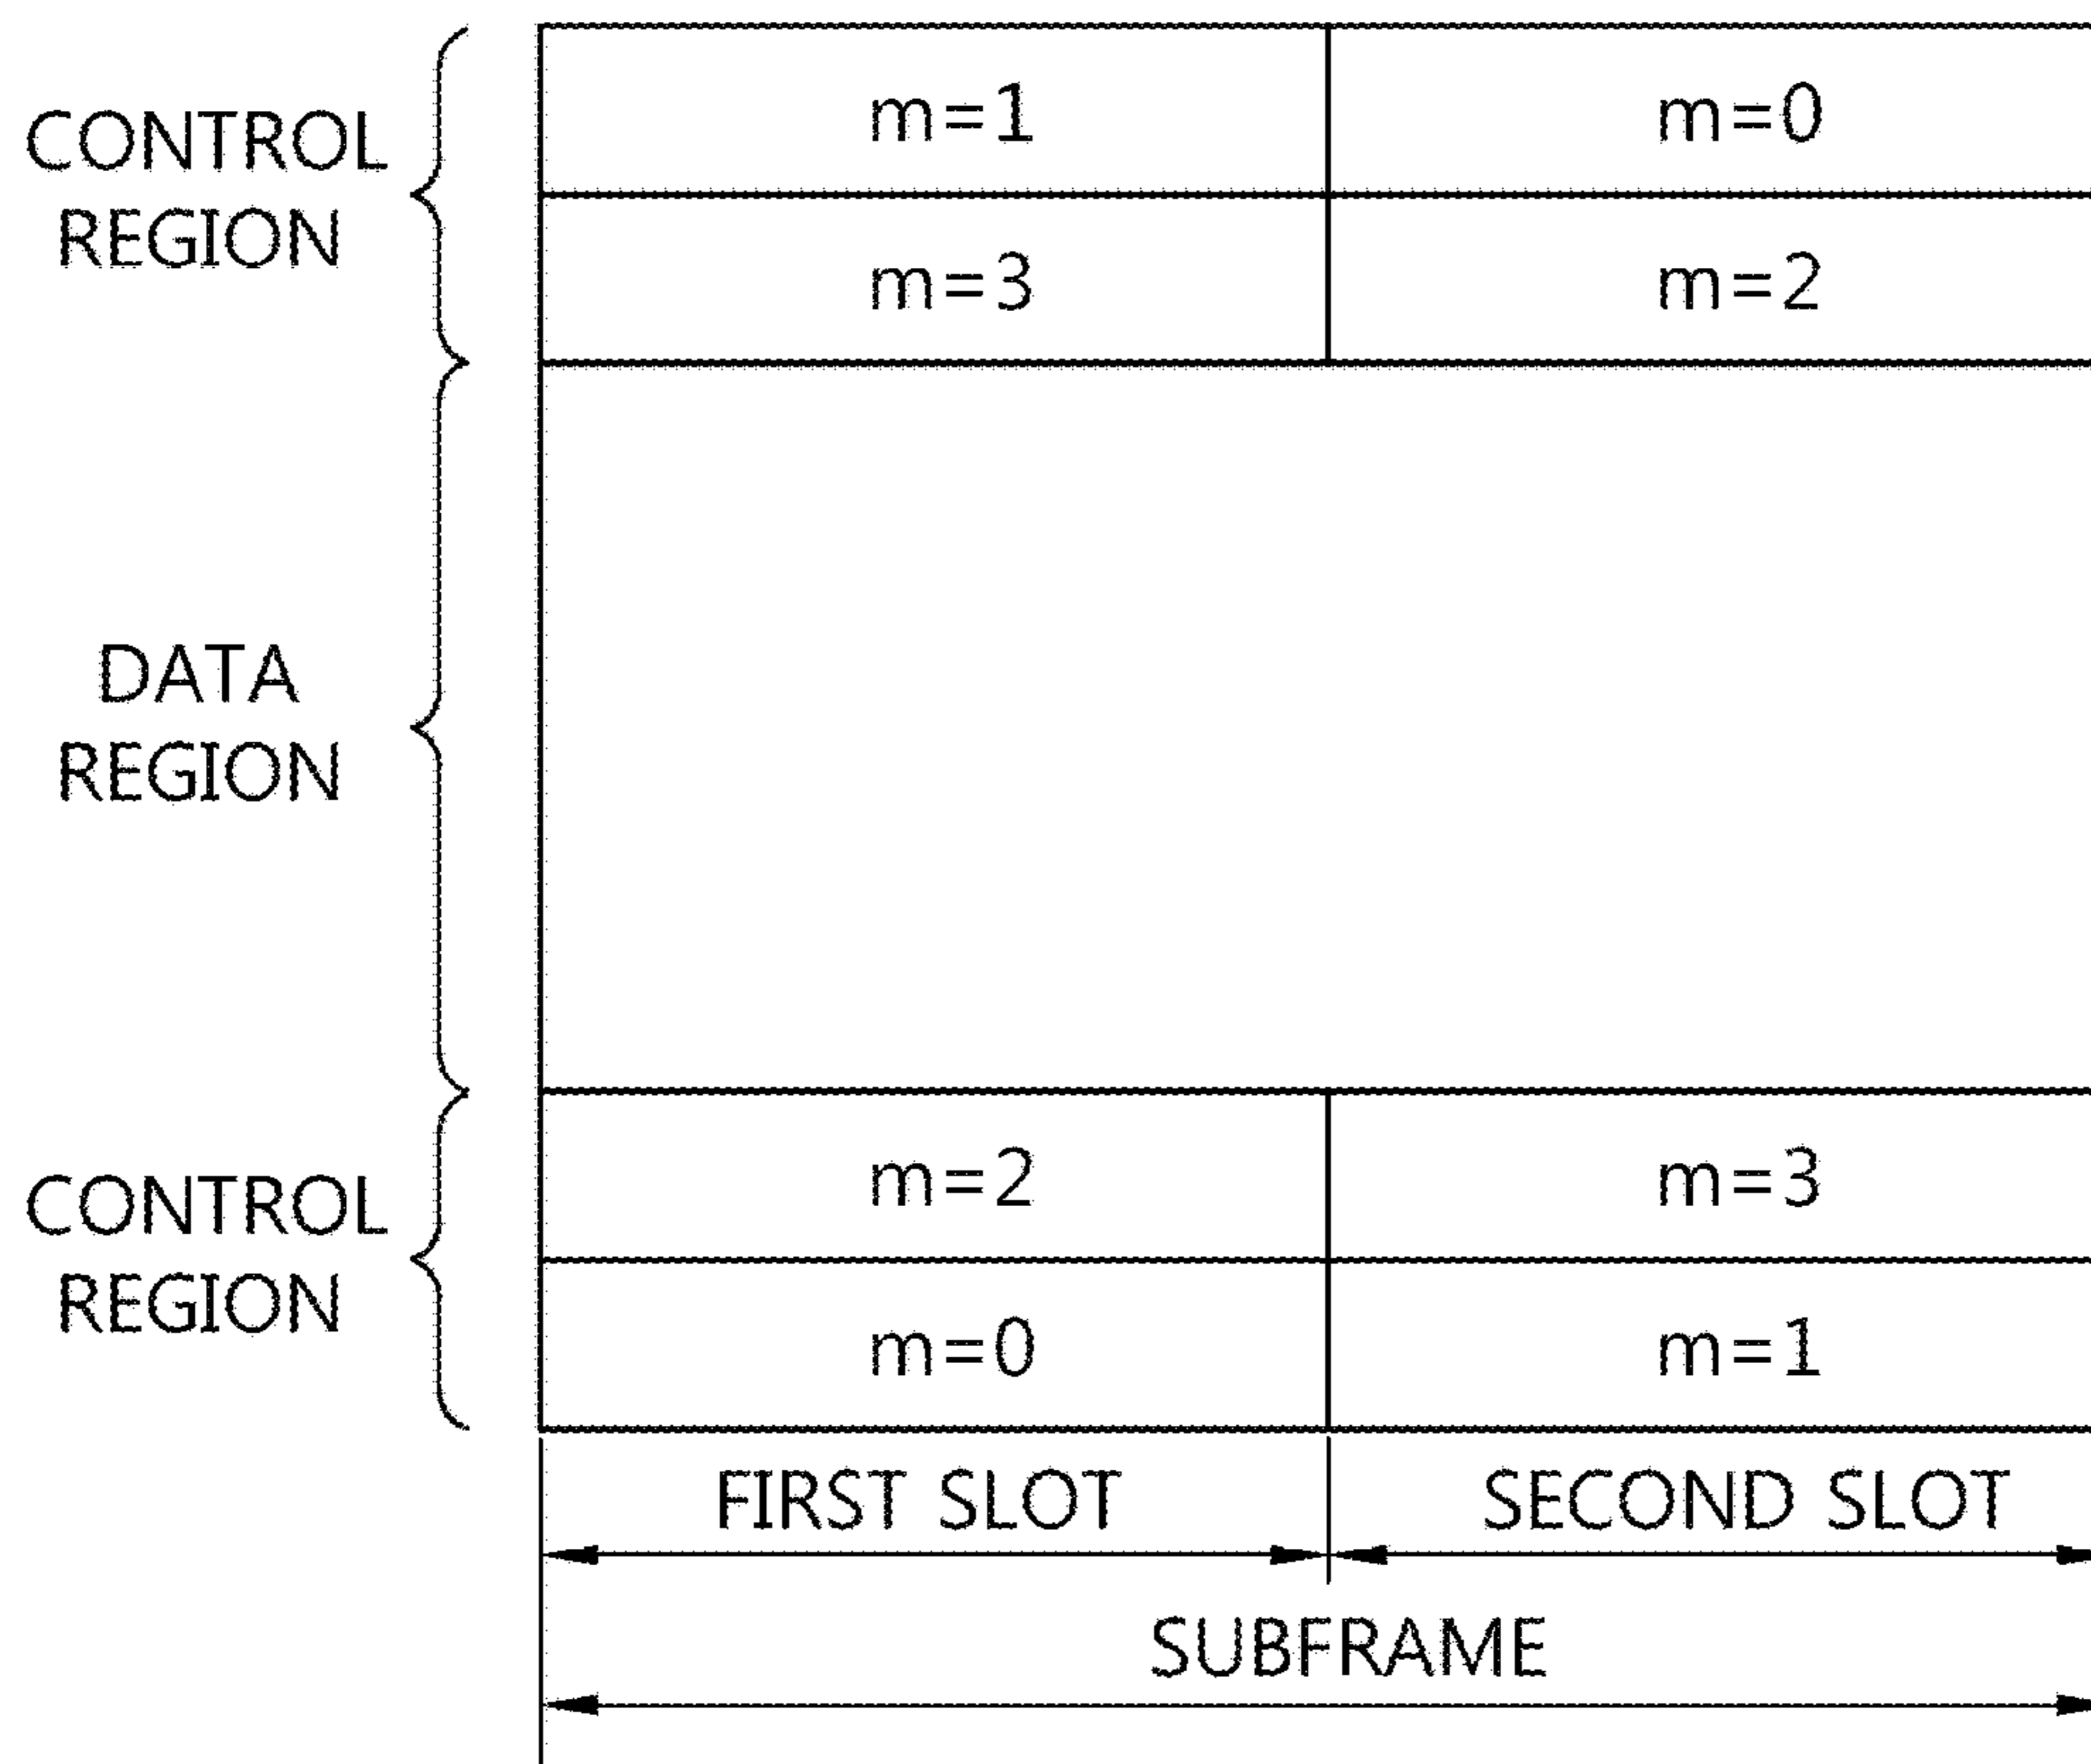 m=1 m=0
CONTROL
REGION
m=3 m=2
DATA
REGION
m=2 m=3
CONTROL
REGION
m=0 m=1
FIRST SLOT SECOND SLOT
SUBFRAME